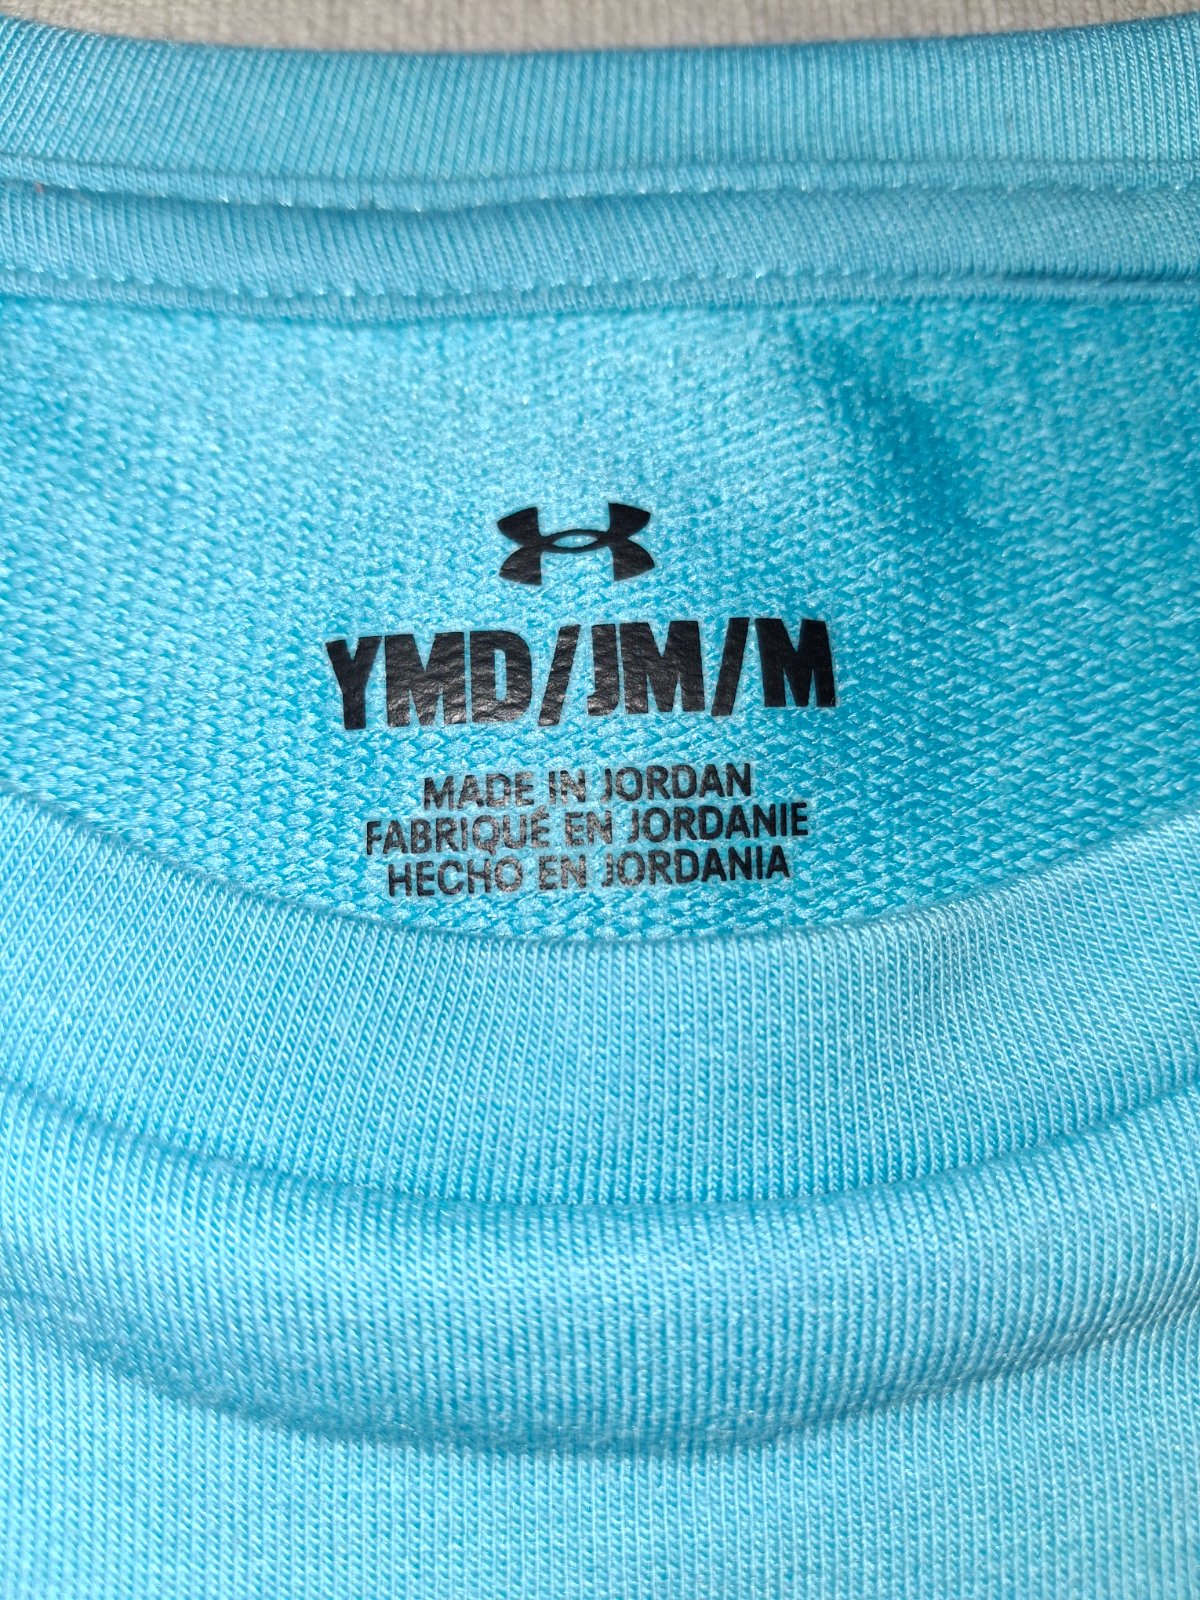 YMD/JM/M
MADE IN JORDAN
FABRIQUÉ EN JORDANIE
HECHO EN JORDANIA